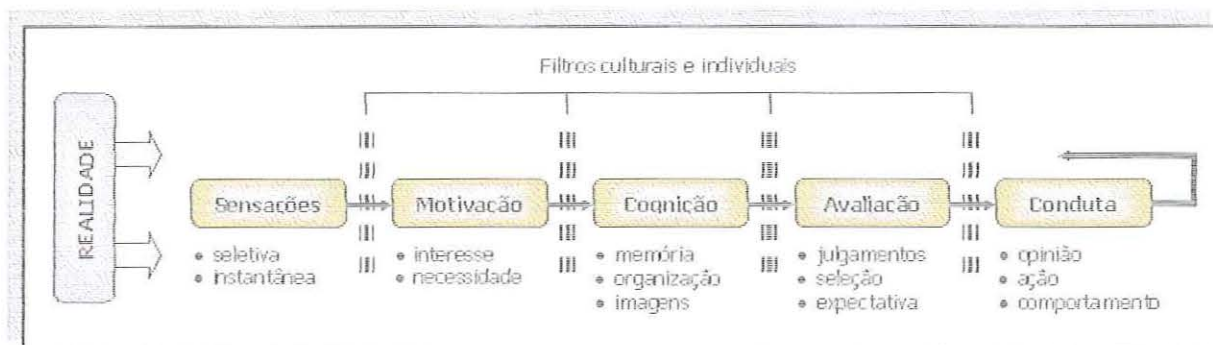 Filtros culturais e individuais
REALIDADE
Sensações
• seletiva
• instantânea
Motivação
• interesse
• necessidade
Cognição
• memória
• organização
• imagens
Avaliação
• julgamentos
• seleção
• expectativa
Conduta
• opinião
• ação
• comportamento